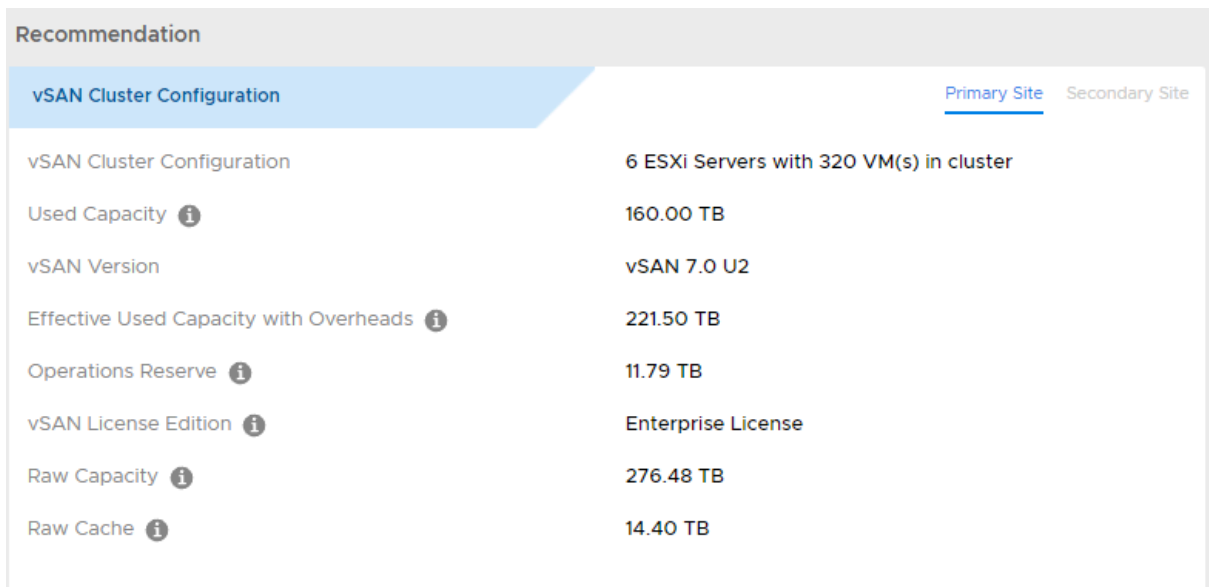 Recommendation
vSAN Cluster Configuration
Primary Site Secondary Site
vSAN Cluster Configuration 6 ESXi Servers with 320 VM(s) in cluster
Used Capacity 160.00 TB
vSAN Version vSAN 7.0 U2
Effective Used Capacity with Overheads 221.50 TB
Operations Reserve 11.79 TB
vSAN License Edition Enterprise License
Raw Capacity 276.48 TB
Raw Cache 14.40 TB